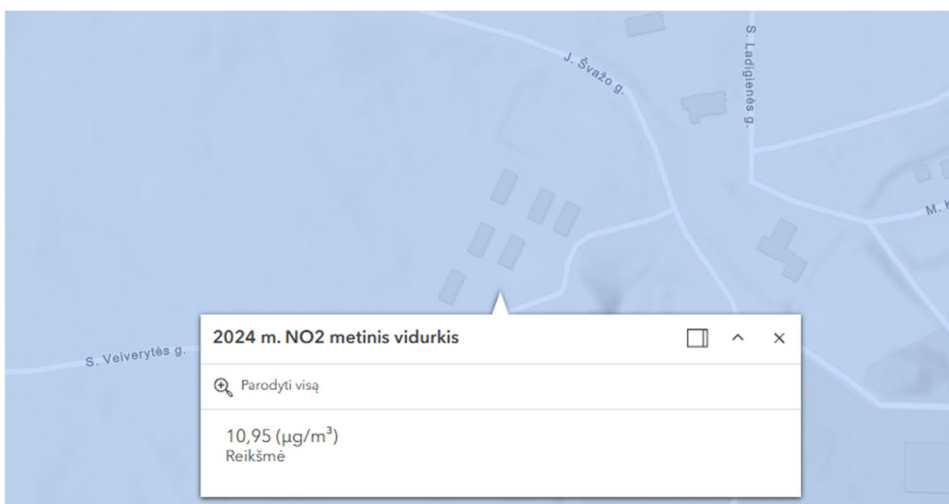 J. Švažo g.
S. Ladigienės g.
M. K
S. Veiverytės g.
2024 m. NO2 metinis vidurkis
Parodyti visą
10,95 (µg/m³)
Reikšmė